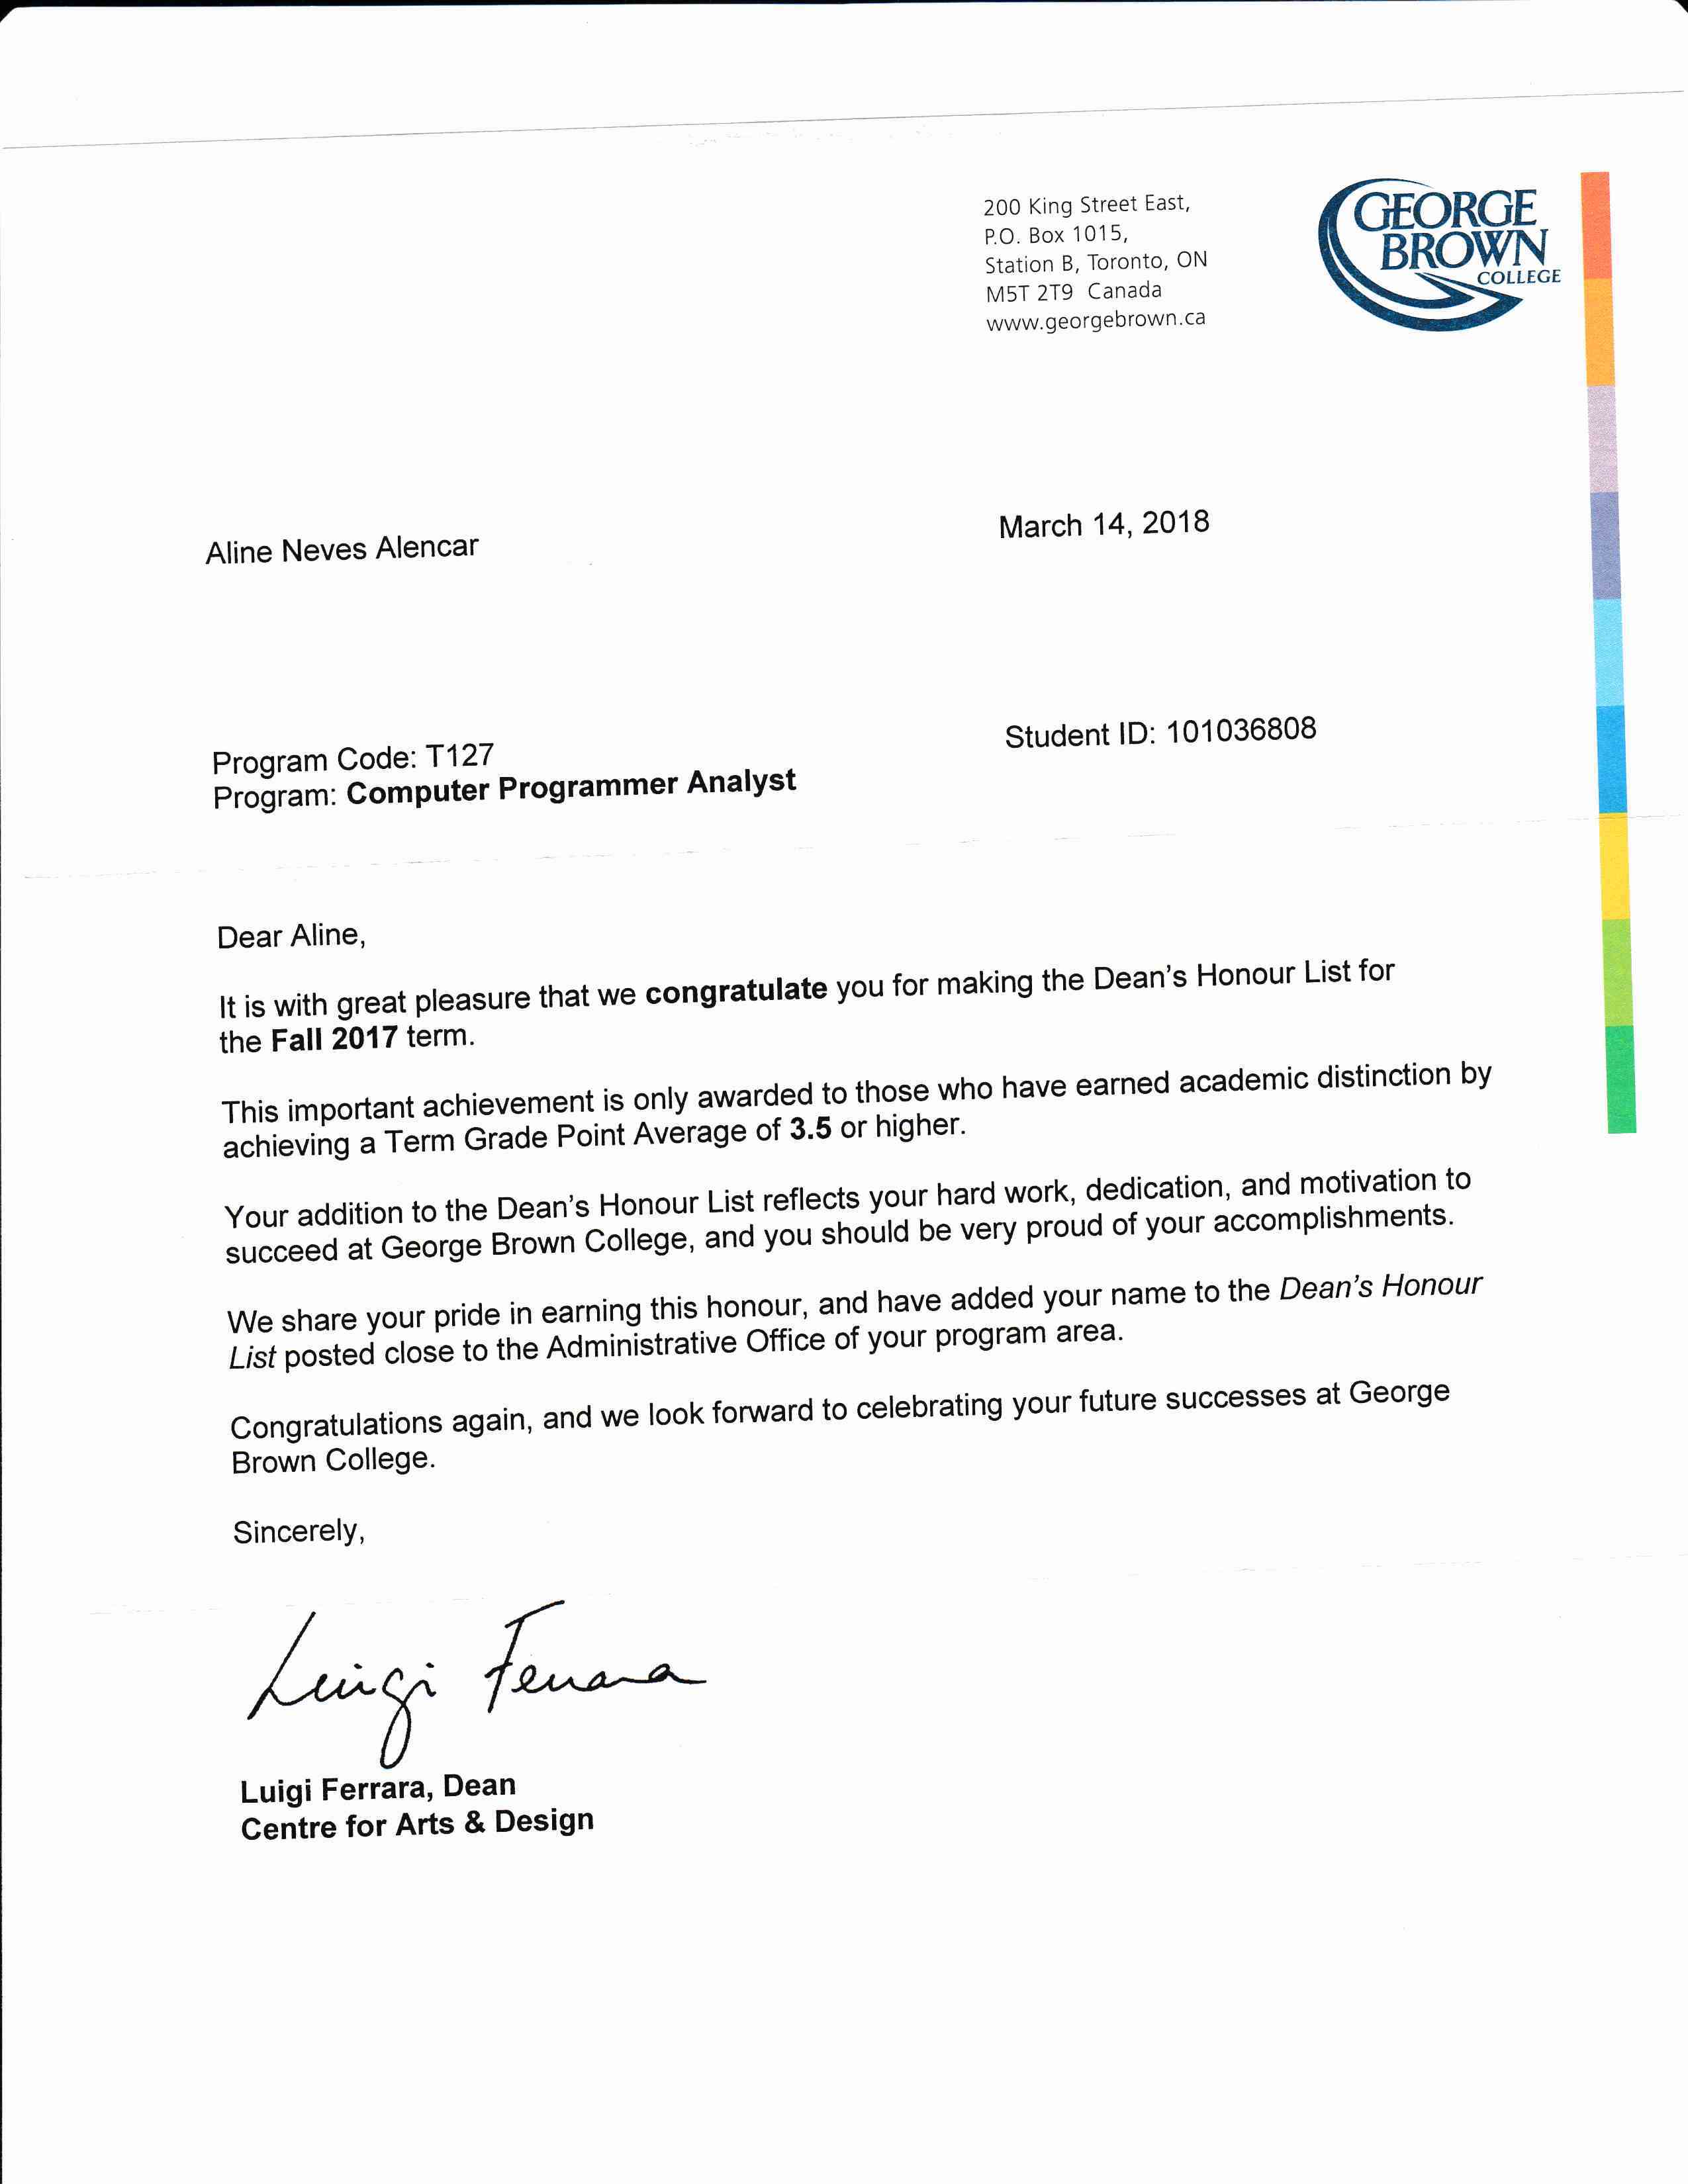 200 King Street East,
P.O. Box 1015,
Station B, Toronto, ON
M5T 2T9 Canada
www.georgebrown.ca
GEORGE
BROWN
COLLEGE
Aline Neves Alencar
March 14, 2018
Program Code: T127
Student ID: 101036808
Program: Computer Programmer Analyst
Dear Aline,
It is with great pleasure that we congratulate you for making the Dean's Honour List for
the Fall 2017 term.
This important achievement is only awarded to those who have earned academic distinction by
achieving a Term Grade Point Average of 3.5 or higher.
Your addition to the Dean's Honour List reflects your hard work, dedication, and motivation to
succeed at George Brown College, and you should be very proud of your accomplishments.
We share your pride in earning this honour, and have added your name to the Dean's Honour
List posted close to the Administrative Office of your program area.
Congratulations again, and we look forward to celebrating your future successes at George
Brown College.
Sincerely,
Luigi Ferrara
Luigi Ferrara, Dean
Centre for Arts & Design